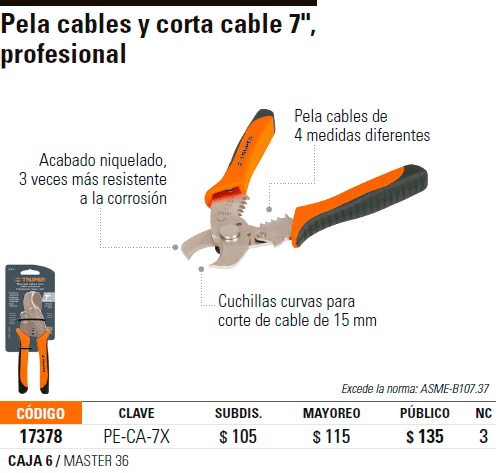 Pela cables y corta cable 7",
profesional
Pela cables de
4 medidas diferentes
Acabado niquelado,
3 veces más resistente
a la corrosión
TRUPER
Cuchillas curvas para
corte de cable de 15 mm
TRUPER
7"
Excede la norma: ASME-B107.37
CÓDIGO CLAVE SUBDIS. MAYOREO PÚBLICO NC
17378 PE-CA-7X $ 105 $ 115 $ 135 3
CAJA 6 / MASTER 36